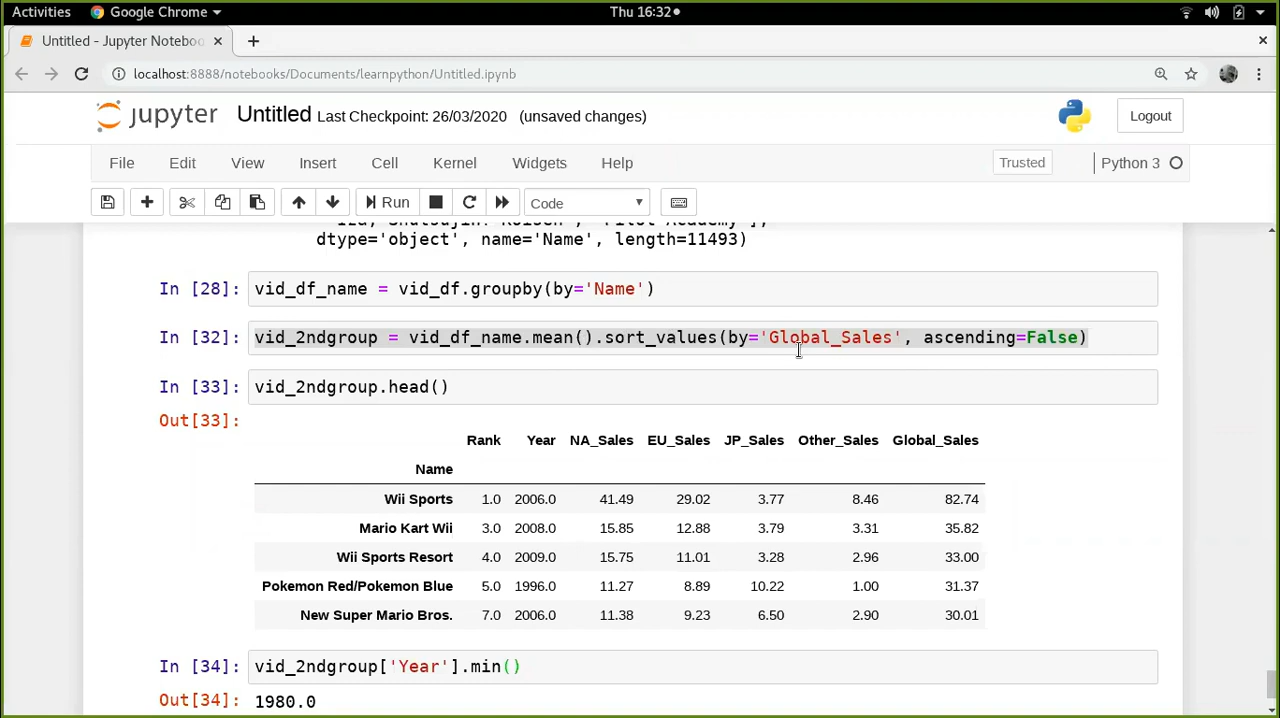 Activities Google Chrome Thu 16:32
Untitled - Jupyter Noteboo
localhost:8888/notebooks/Documents/learnpython/Untitled.ipynb
jupyter Untitled Last Checkpoint: 26/03/2020 (unsaved changes) Logout
File Edit View Insert Cell Kernel Widgets Help Trusted Python 3
Run Code
dtype='object', name='Name', length=11493)
In [28]: vid_df_name = vid_df.groupby(by='Name')
In [32]: vid_2ndgroup = vid_df_name.mean().sort_values(by='Global_Sales', ascending=False)
In [33]: vid_2ndgroup.head()
Out[33]:
Rank Year NA_Sales EU_Sales JP_Sales Other_Sales Global_Sales
Name
Wii Sports 1.0 2006.0 41.49 29.02 3.77 8.46 82.74
Mario Kart Wii 3.0 2008.0 15.85 12.88 3.79 3.31 35.82
Wii Sports Resort 4.0 2009.0 15.75 11.01 3.28 2.96 33.00
Pokemon Red/Pokemon Blue 5.0 1996.0 11.27 8.89 10.22 1.00 31.37
New Super Mario Bros. 7.0 2006.0 11.38 9.23 6.50 2.90 30.01
In [34]: vid_2ndgroup['Year'].min()
Out[34]: 1980.0